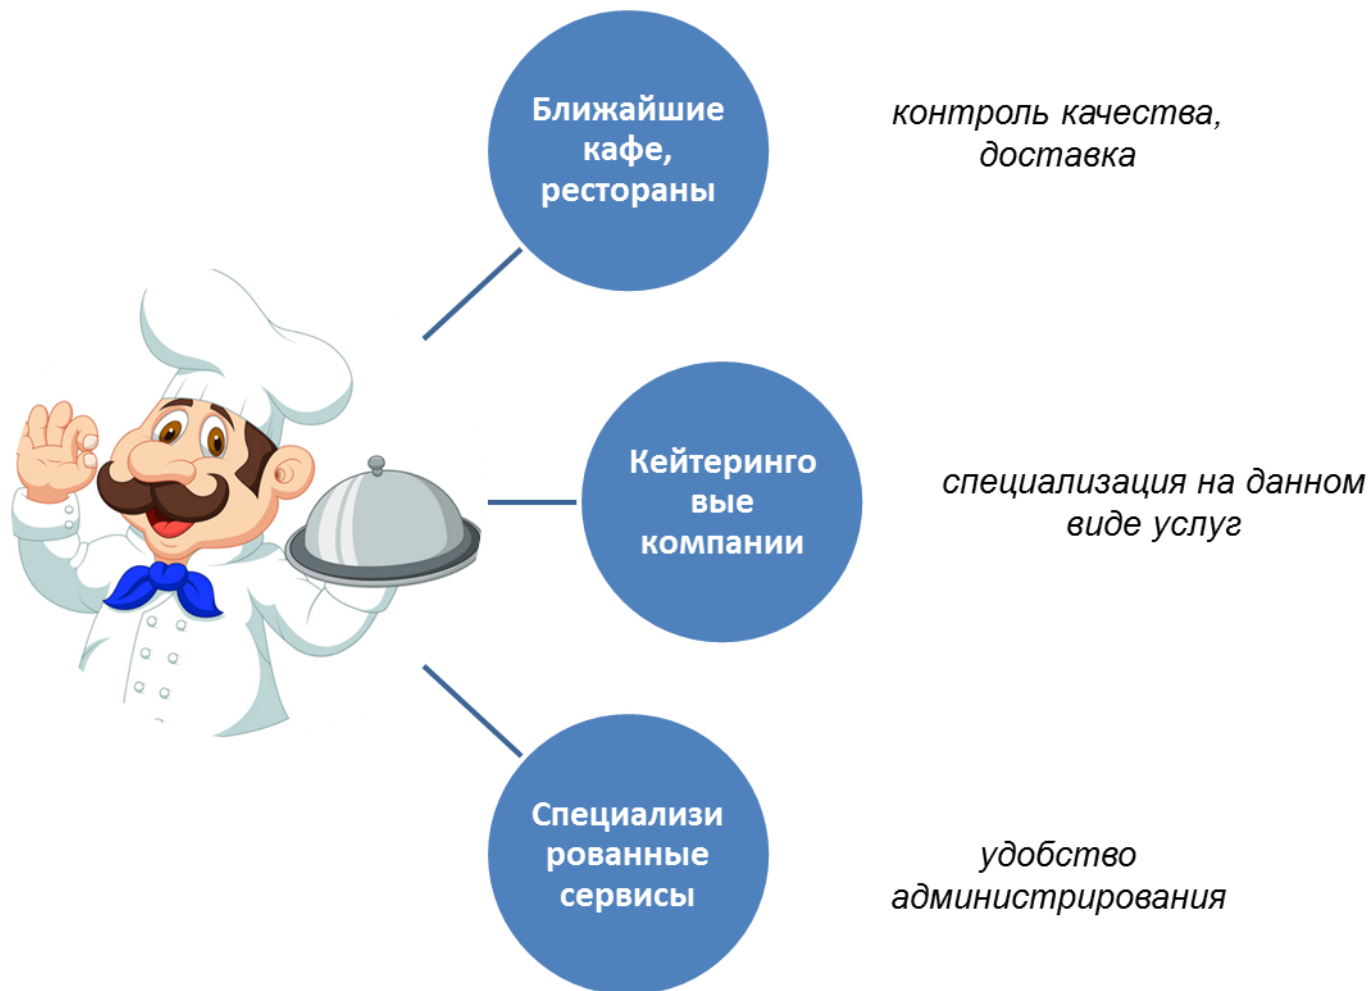 Ближайшие
кафе,
рестораны
контроль качества,
доставка
Кейтеринго
вые
компании
специализация на данном
виде услуг
Специализи
рованные
сервисы
удобство
администрирования